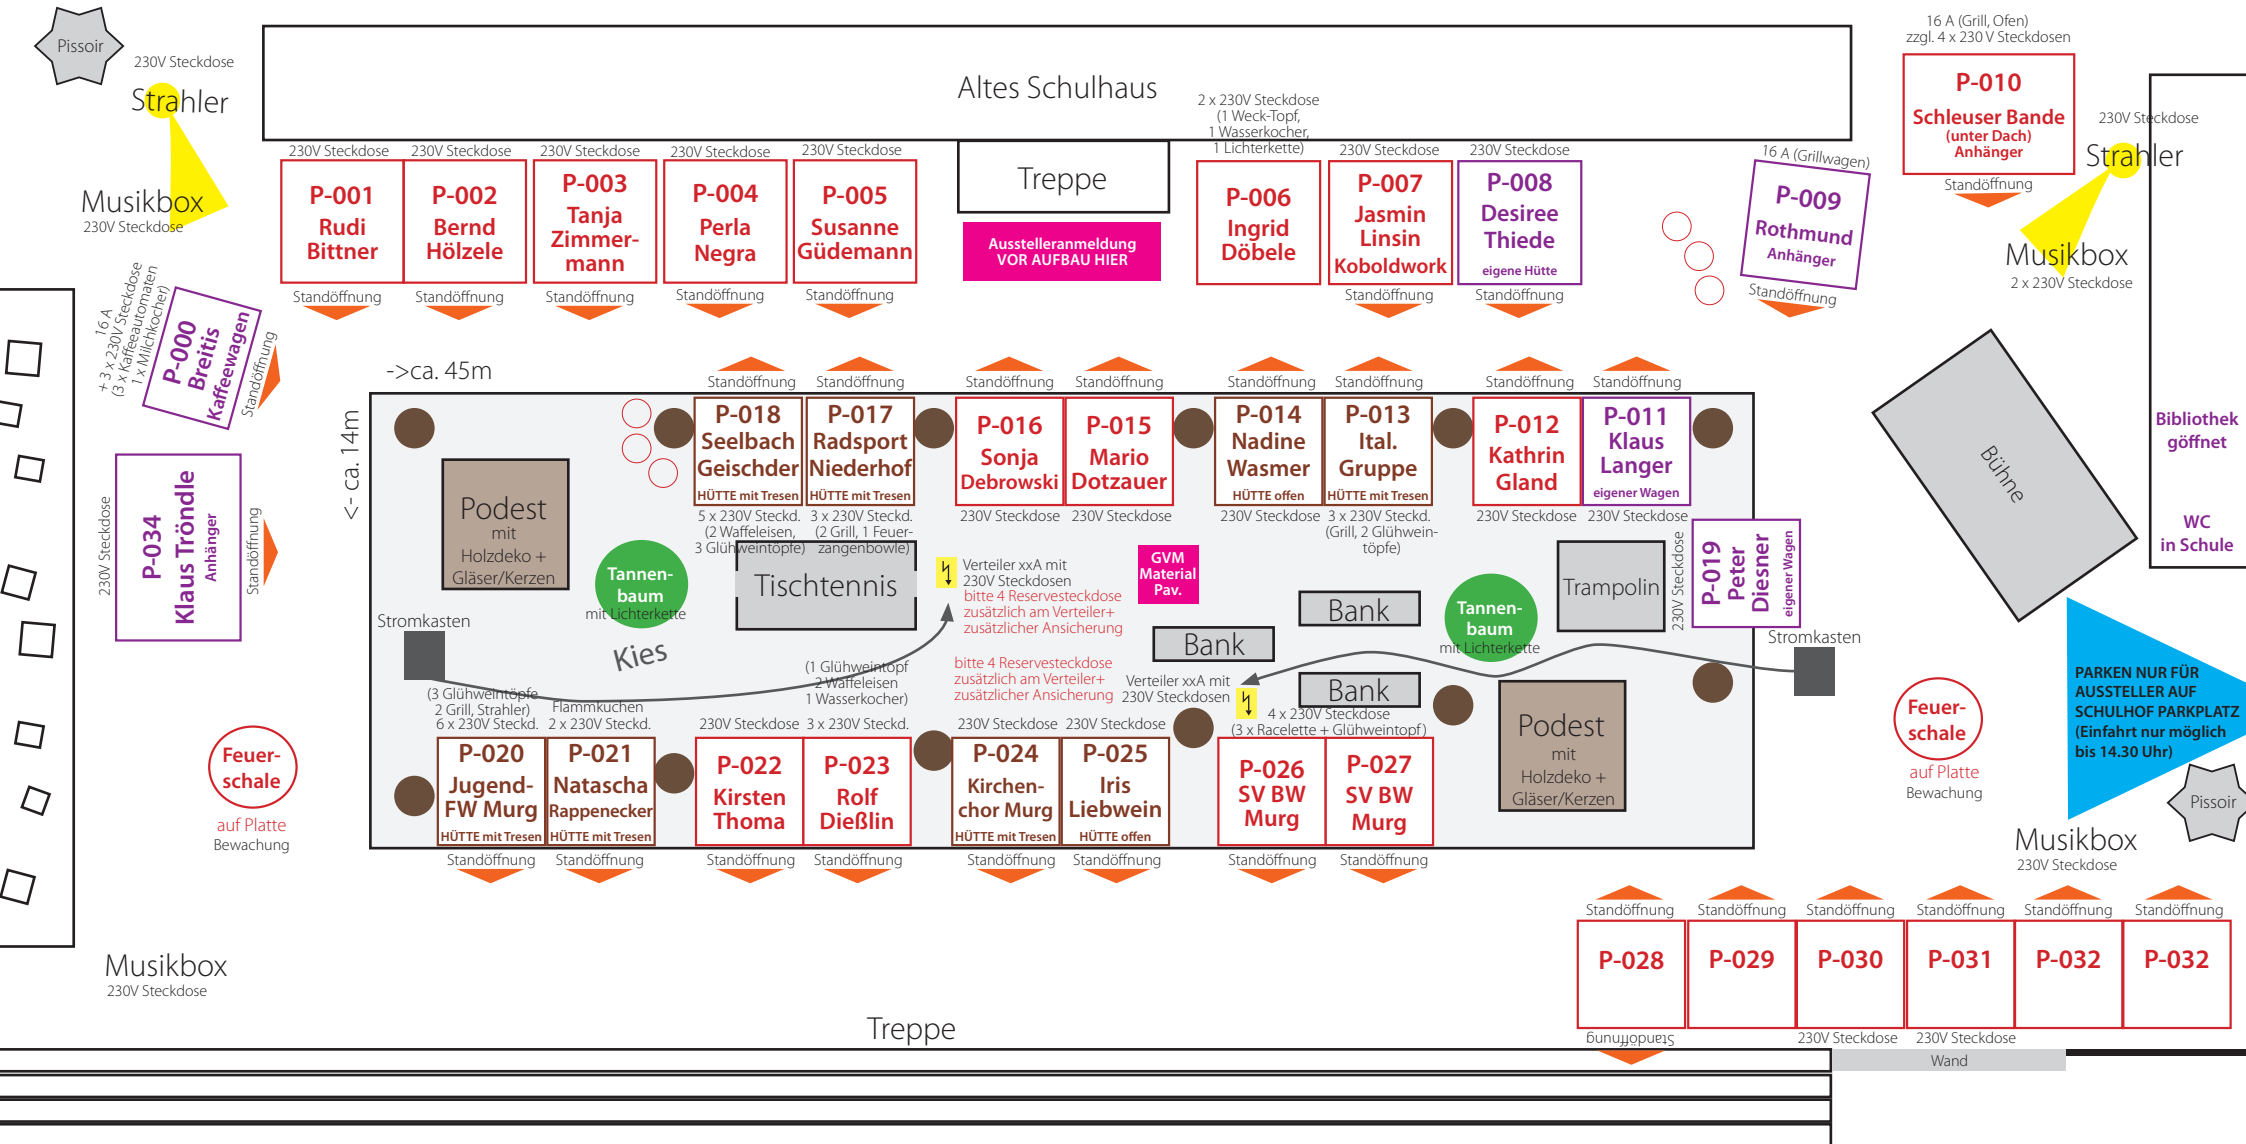 Pissoir
230V Steckdose
Strahler
Musikbox
230V Steckdose
Altes Schulhaus
16 A (Grill, Ofen)
zzgl. 4 x 230 V Steckdosen
P-010
Schleuser Bande
(unter Dach)
Anhänger
Standöffnung
230V Steckdose
Strahler
Musikbox
2 x 230V Steckdose
230V Steckdose
P-001
Rudi
Bittner
Standöffnung
230V Steckdose
P-002
Bernd
Hölzele
Standöffnung
230V Steckdose
P-003
Tanja
Zimmer-
mann
Standöffnung
230V Steckdose
P-004
Perla
Negra
Standöffnung
230V Steckdose
P-005
Susanne
Güdemann
Standöffnung
Treppe
Ausstelleranmeldung
VOR AUFBAU HIER
2 x 230V Steckdose
(1 Weck-Topf,
1 Wasserkocher,
1 Lichterkette)
P-006
Ingrid
Döbele
230V Steckdose
P-007
Jasmin
Linsin
Koboldwork
Standöffnung
230V Steckdose
P-008
Desiree
Thiede
eigene Hütte
Standöffnung
16 A (Grillwagen)
P-009
Rothmund
Anhänger
Standöffnung
16 A
+ 3 x 230V Steckdose
(3 x Kaffeeautomaten
1 x Milchkocher)
P-000
Breitis
Kaffeewagen
Standöffnung
230V Steckdose
P-034
Klaus Tröndle
Anhänger
Standöffnung
->ca. 45m
<- ca. 14m
Standöffnung
P-018
Seelbach
Geischder
HÜTTE mit Tresen
5 x 230V Steckd.
(2 Waffeleisen,
3 Glühweintöpfe)
Standöffnung
P-017
Radsport
Niederhof
HÜTTE mit Tresen
3 x 230V Steckd.
(2 Grill, 1 Feuer-
zangenbowle)
Standöffnung
P-016
Sonja
Debrowski
230V Steckdose
Standöffnung
P-015
Mario
Dotzauer
230V Steckdose
Standöffnung
P-014
Nadine
Wasmer
HÜTTE offen
230V Steckdose
Standöffnung
P-013
Ital.
Gruppe
HÜTTE mit Tresen
3 x 230V Steckd.
(Grill, 2 Glühwein-
töpfe)
Standöffnung
P-012
Kathrin
Gland
230V Steckdose
Standöffnung
P-011
Klaus
Langer
eigener Wagen
230V Steckdose
230V Steckdose
P-019
Peter
Diesner
eigener Wagen
Bühne
Bibliothek
göffnet
WC
in Schule
Podest
mit
Holzdeko +
Gläser/Kerzen
Tannen-
baum
mit Lichterkette
Tischtennis
Kies
Stromkasten
Verteiler xxA mit
230V Steckdosen
bitte 4 Reservesteckdose
zusätzlich am Verteiler+
zusätzlicher Ansicherung
bitte 4 Reservesteckdose
zusätzlich am Verteiler+
zusätzlicher Ansicherung
Verteiler xxA mit
230V Steckdosen
GVM
Material
Pav.
Bank
Bank
Bank
Tannen-
baum
mit Lichterkette
Trampolin
Stromkasten
Podest
mit
Holzdeko +
Gläser/Kerzen
PARKEN NUR FÜR
AUSSTELLER AUF
SCHULHOF PARKPLATZ
(Einfahrt nur möglich
bis 14.30 Uhr)
Feuer-
schale
auf Platte
Bewachung
(3 Glühweintöpfe
2 Grill, Strahler)
6 x 230V Steckd.
P-020
Jugend-
FW Murg
HÜTTE mit Tresen
Standöffnung
Flammkuchen
2 x 230V Steckd.
P-021
Natascha
Rappenecker
HÜTTE mit Tresen
Standöffnung
230V Steckdose
P-022
Kirsten
Thoma
Standöffnung
(1 Glühweintopf
2 Waffeleisen
1 Wasserkocher)
3 x 230V Steckd.
P-023
Rolf
Dießlin
Standöffnung
230V Steckdose
P-024
Kirchen-
chor Murg
HÜTTE mit Tresen
Standöffnung
230V Steckdose
P-025
Iris
Liebwein
HÜTTE offen
Standöffnung
4 x 230V Steckdose
(3 x Racelette + Glühweintopf)
P-026
SV BW
Murg
Standöffnung
P-027
SV BW
Murg
Standöffnung
Feuer-
schale
auf Platte
Bewachung
Pissoir
Musikbox
230V Steckdose
Standöffnung
P-028
Standöffnung
Standöffnung
P-029
Standöffnung
P-030
230V Steckdose
Standöffnung
P-031
230V Steckdose
Standöffnung
P-032
Standöffnung
P-032
Wand
Musikbox
230V Steckdose
Treppe